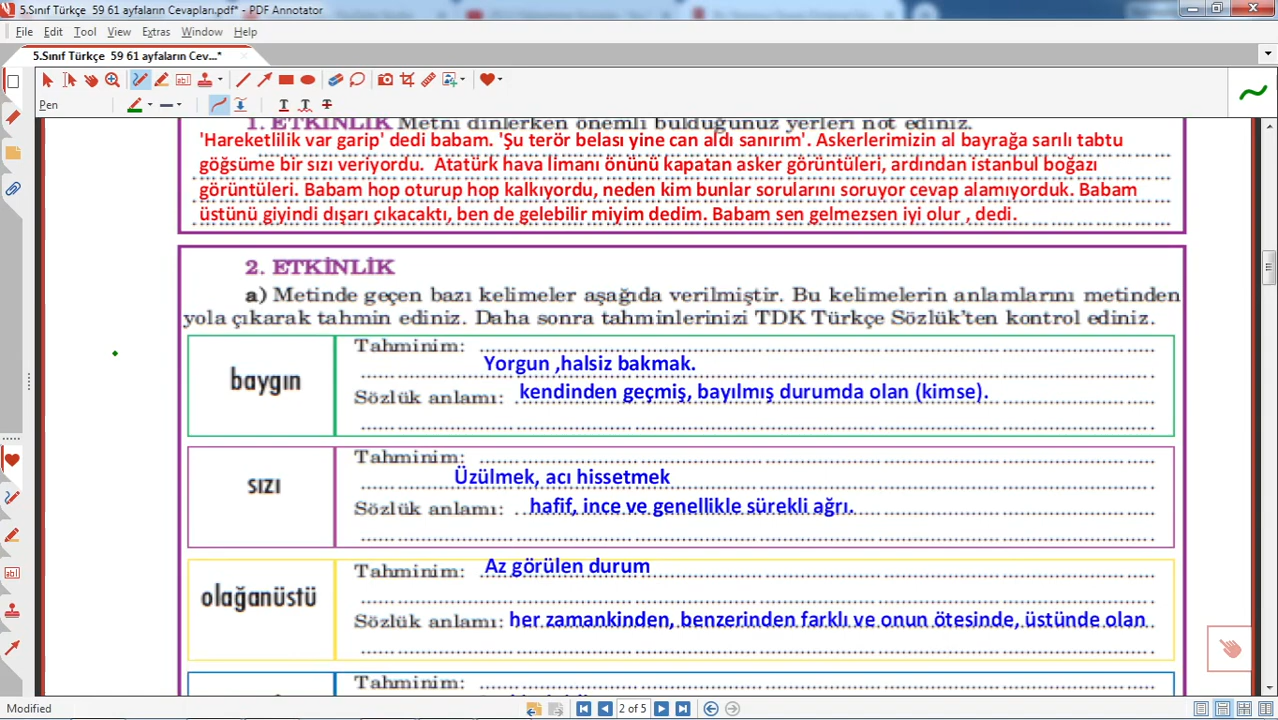 5.Sınıf Türkçe 59 61 ayfaların Cevapları.pdf* - PDF Annotator
File Edit Tool View Extras Window Help
5.Sınıf Türkçe 59 61 ayfaların Cev...*
Pen
1. ETKİNLİK Metni dinlerken önemli bulduğunuz yerleri not ediniz.
'Hareketlilik var garip' dedi babam. 'Şu terör belası yine can aldı sanırım'. Askerlerimizin al bayrağa sarılı tabtu
göğsüme bir sızı veriyordu. Atatürk hava limanı önünü kapatan asker görüntüleri, ardından istanbul boğazı
görüntüleri. Babam hop oturup hop kalkıyordu, neden kim bunlar sorularını soruyor cevap alamıyorduk. Babam
üstünü giyindi dışarı çıkacaktı, ben de gelebilir miyim dedim. Babam sen gelmezsen iyi olur , dedi.
2. ETKİNLİK
a) Metinde geçen bazı kelimeler aşağıda verilmiştir. Bu kelimelerin anlamlarını metinden
yola çıkarak tahmin ediniz. Daha sonra tahminlerinizi TDK Türkçe Sözlük'ten kontrol ediniz.
baygın
Tahminim:
Yorgun ,halsiz bakmak.
Sözlük anlamı: kendinden geçmiş, bayılmış durumda olan (kimse).
sızı
Tahminim:
Üzülmek, acı hissetmek
Sözlük anlamı: hafif, ince ve genellikle sürekli ağrı.
olağanüstü
Tahminim: Az görülen durum
Sözlük anlamı: her zamankinden, benzerinden farklı ve onun ötesinde, üstünde olan
Tahminim:
Modified
2 of 5